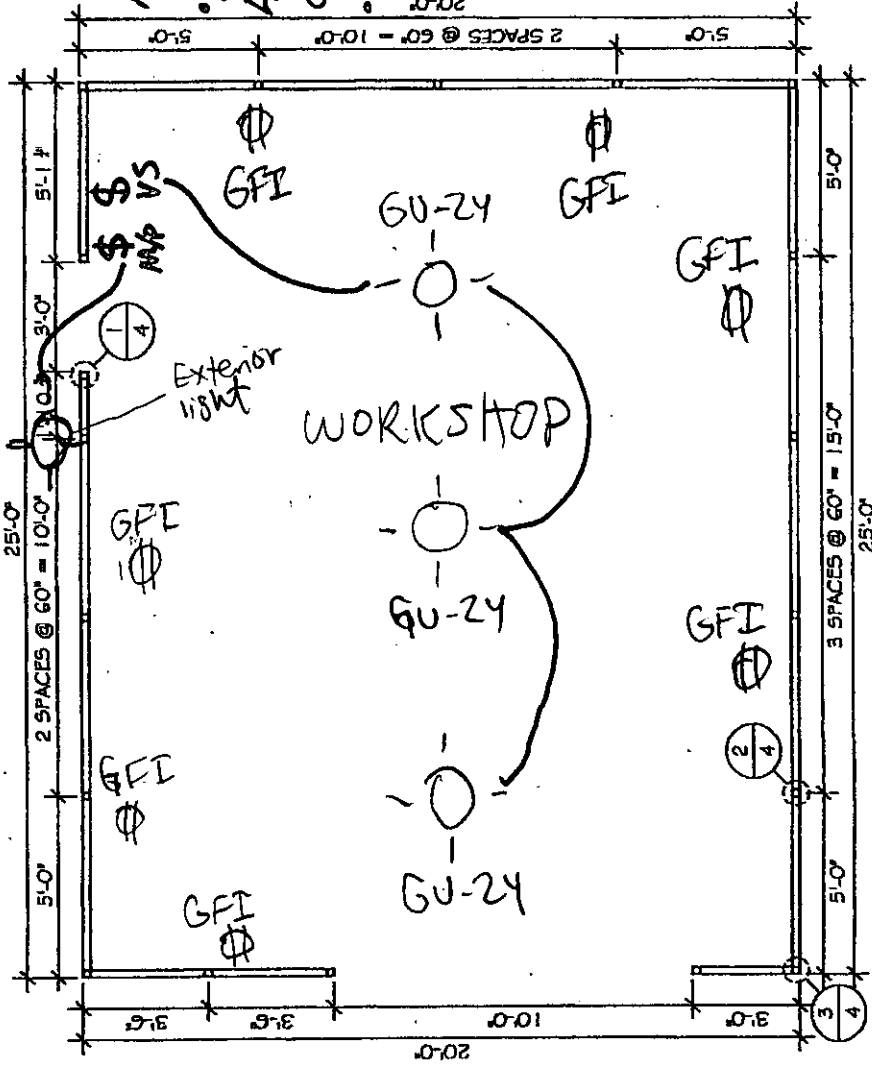 20'-0"
5'-0"
2 SPACES @ 60" = 10'-0"
5'-0"
25'-0"
5'-0"
2 SPACES @ 60" = 10'-0"
3'-0"
$ $
M/P VS
1
4
Exterior
light
GFI
GFI
GU-24
GFI
WORKSHOP
GFI
GU-24
GFI
GFI
GFI
GU-24
2
4
3
4
5'-0"
3 SPACES @ 60" = 15'-0"
5'-0"
25'-0"
3'-6"
3'-6"
10'-0"
3'-0"
20'-0"